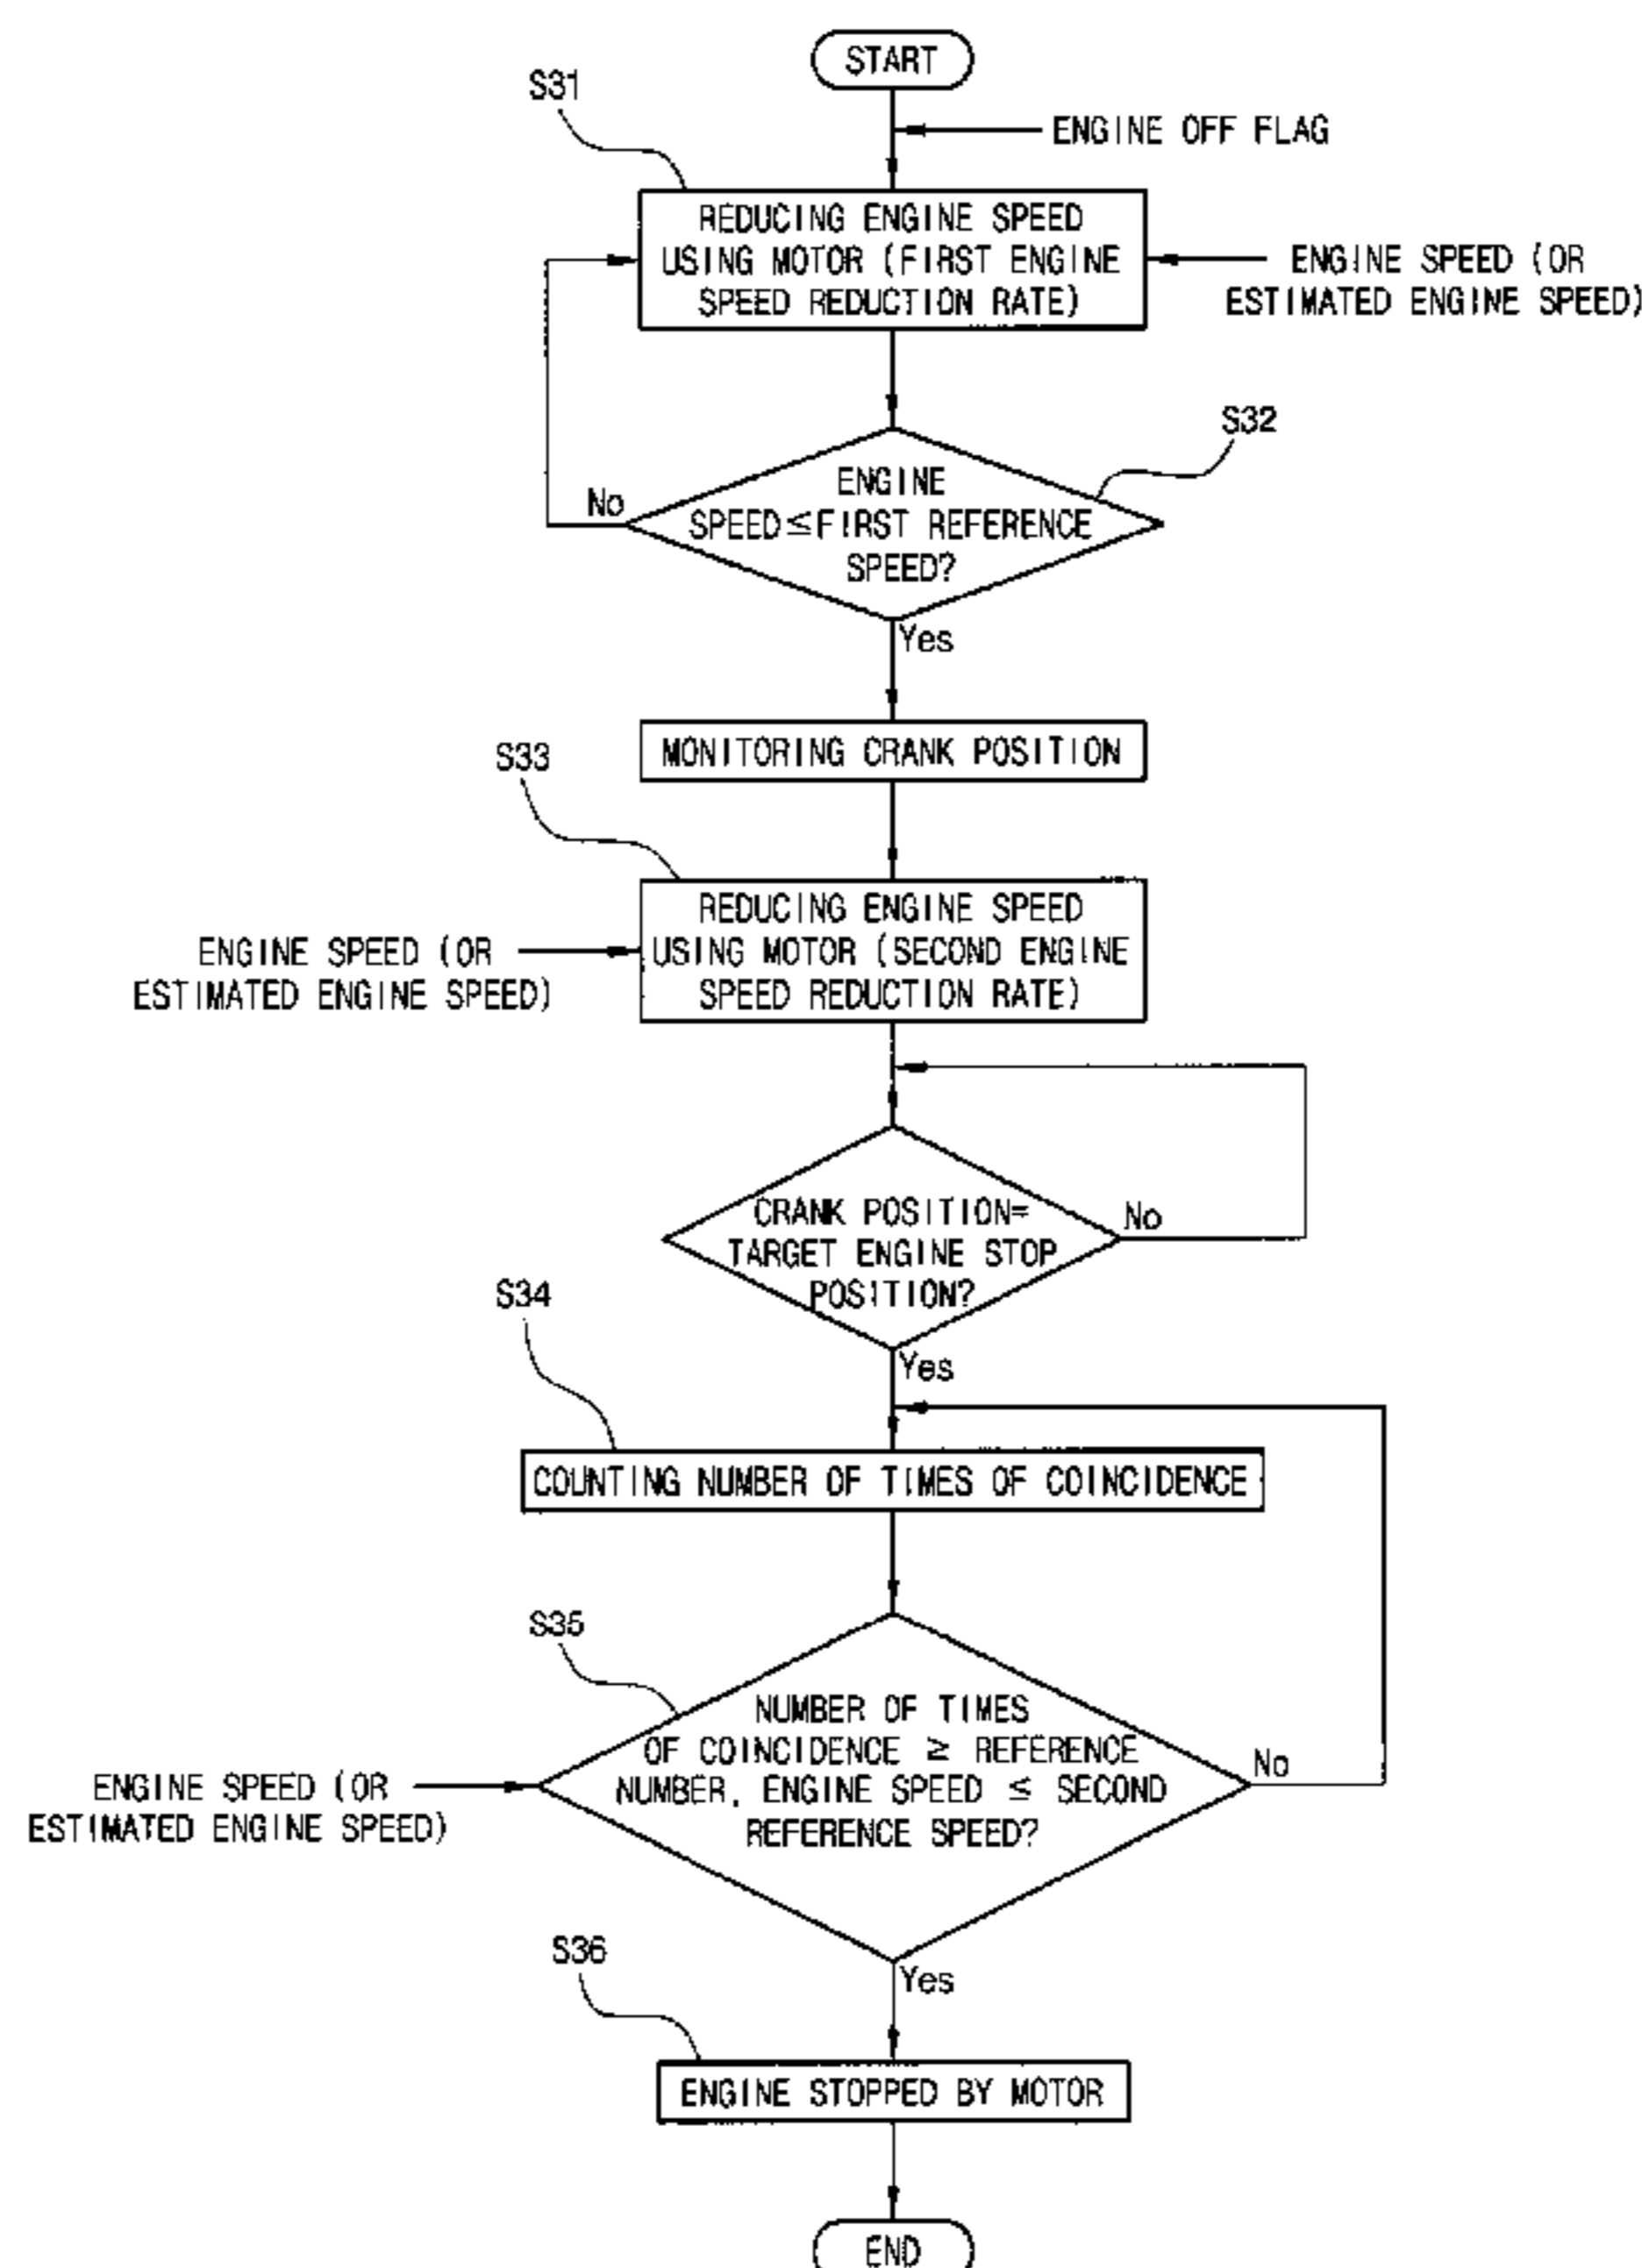 START
S31
ENGINE OFF FLAG
REDUCING ENGINE SPEED
USING MOTOR (FIRST ENGINE
SPEED REDUCTION RATE)
ENGINE SPEED (OR
ESTIMATED ENGINE SPEED)
S32
ENGINE
SPEED≤FIRST REFERENCE
SPEED?
No
Yes
MONITORING CRANK POSITION
S33
REDUCING ENGINE SPEED
USING MOTOR (SECOND ENGINE
SPEED REDUCTION RATE)
ENGINE SPEED (OR
ESTIMATED ENGINE SPEED)
CRANK POSITION=
TARGET ENGINE STOP
POSITION?
No
Yes
S34
COUNTING NUMBER OF TIMES OF COINCIDENCE
S35
NUMBER OF TIMES
OF COINCIDENCE ≥ REFERENCE
NUMBER, ENGINE SPEED ≤ SECOND
REFERENCE SPEED?
ENGINE SPEED (OR
ESTIMATED ENGINE SPEED)
No
Yes
S36
ENGINE STOPPED BY MOTOR
END